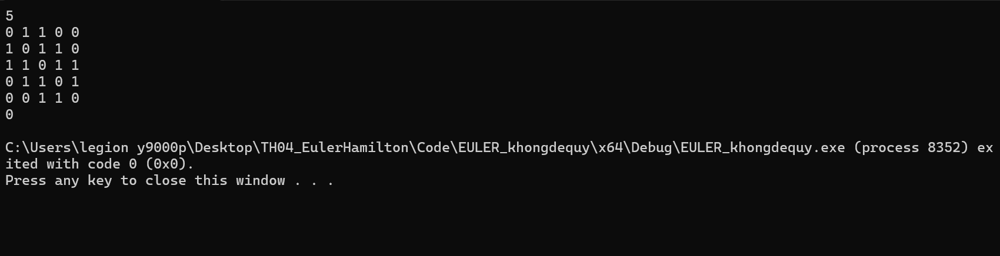 5
0 1 1 0 0
1 0 1 1 0
1 1 0 1 1
0 1 1 0 1
0 0 1 1 0
0
C:\Users\legion y9000p\Desktop\TH04_EulerHamilton\Code\EULER_khongdequy\x64\Debug\EULER_khongdequy.exe (process 8352) ex
ited with code 0 (0x0).
Press any key to close this window . . .